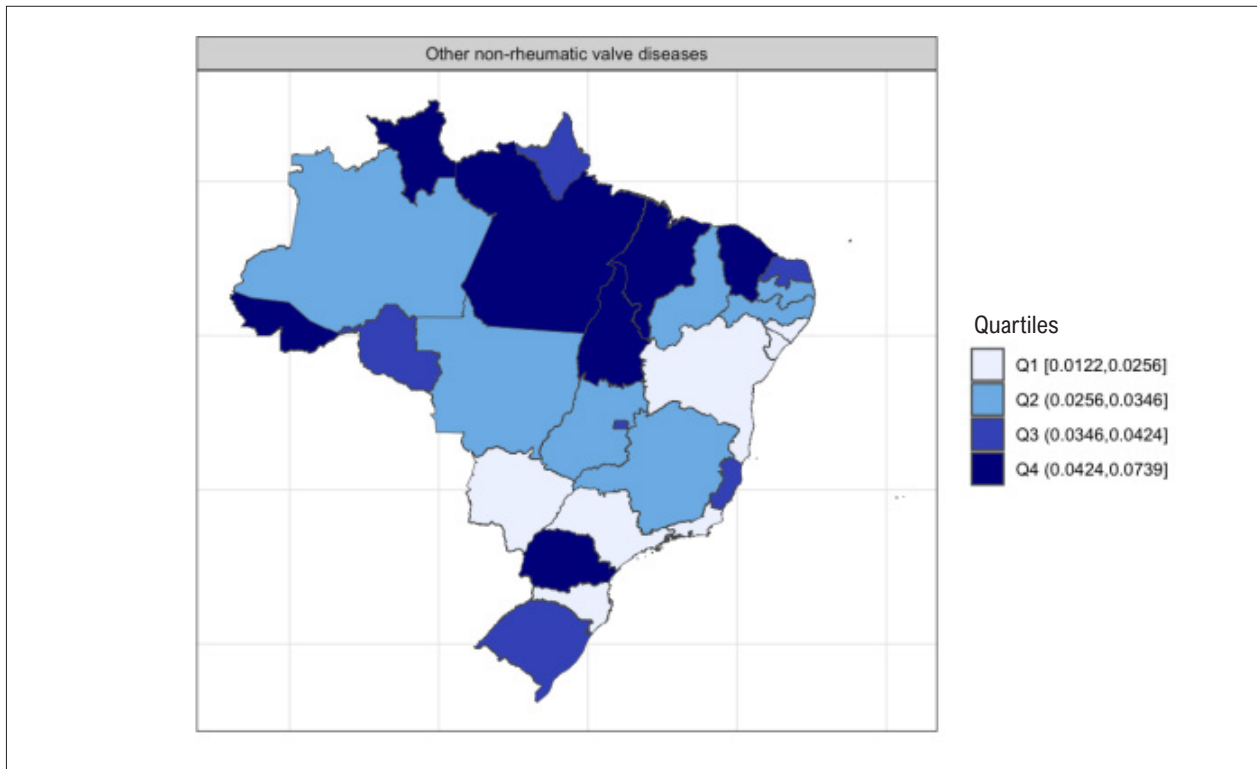 Other non-rheumatic valve diseases
Quartiles
Q1 [0.0122,0.0256]
Q2 (0.0256,0.0346]
Q3 (0.0346,0.0424]
Q4 (0.0424,0.0739]